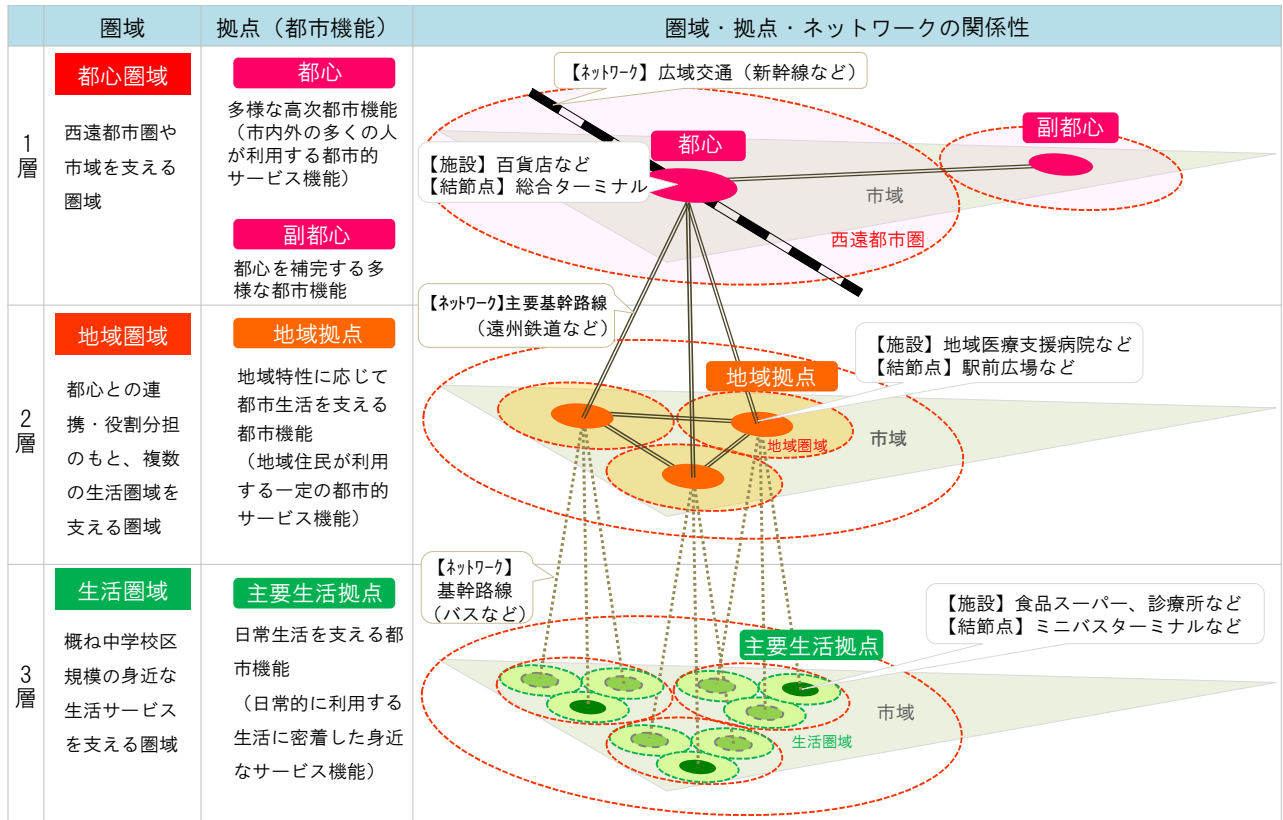 圏域
拠点（都市機能）
圏域・拠点・ネットワークの関係性
1
層
都心圏域
西遠都市圏や
市域を支える
圏域
都心
多様な高次都市機能
（市内外の多くの人
が利用する都市的
サービス機能）
副都心
都心を補完する多
様な都市機能
【ﾈｯﾄﾜｰｸ】広域交通（新幹線など）
都心
副都心
【施設】百貨店など
【結節点】総合ターミナル
市域
西遠都市圏
【ﾈｯﾄﾜｰｸ】主要基幹路線
（遠州鉄道など）
2
層
地域圏域
都心との連
携・役割分担
のもと、複数
の生活圏域を
支える圏域
地域拠点
地域特性に応じて
都市生活を支える
都市機能
（地域住民が利用
する一定の都市的
サービス機能）
【施設】地域医療支援病院など
【結節点】駅前広場など
地域拠点
地域圏域
市域
3
層
生活圏域
概ね中学校区
規模の身近な
生活サービス
を支える圏域
主要生活拠点
日常生活を支える都
市機能
（日常的に利用する
生活に密着した身近
なサービス機能）
【ﾈｯﾄﾜｰｸ】
基幹路線
（バスなど）
【施設】食品スーパー、診療所など
【結節点】ミニバスターミナルなど
主要生活拠点
市域
生活圏域